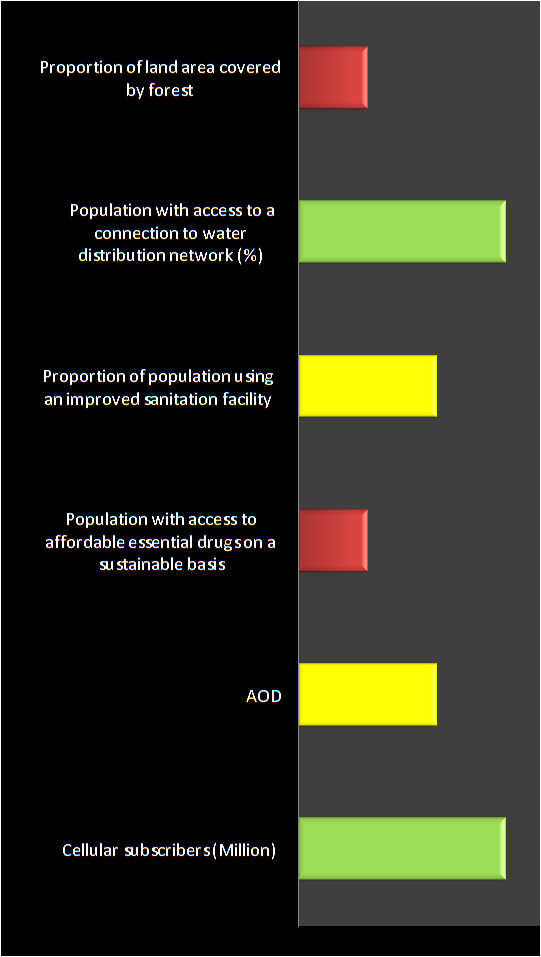 Proportion of land area covered
by forest
Population with access to a
connection to water
distribution network (%)
Proportion of population using
an improved sanitation facility
Population with access to
affordable essential drugs on a
sustainable basis
AOD
Cellular subscribers (Million)